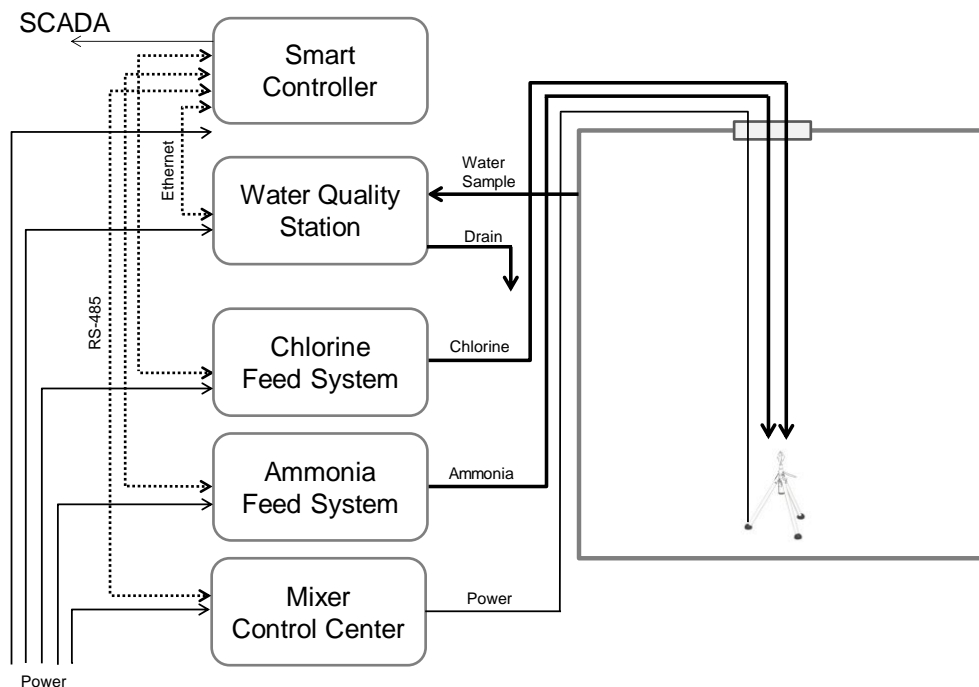 SCADA
Smart
Controller
Ethernet
Water Quality
Station
Water
Sample
Drain
RS-485
Chlorine
Feed System
Chlorine
Ammonia
Feed System
Ammonia
Mixer
Control Center
Power
Power